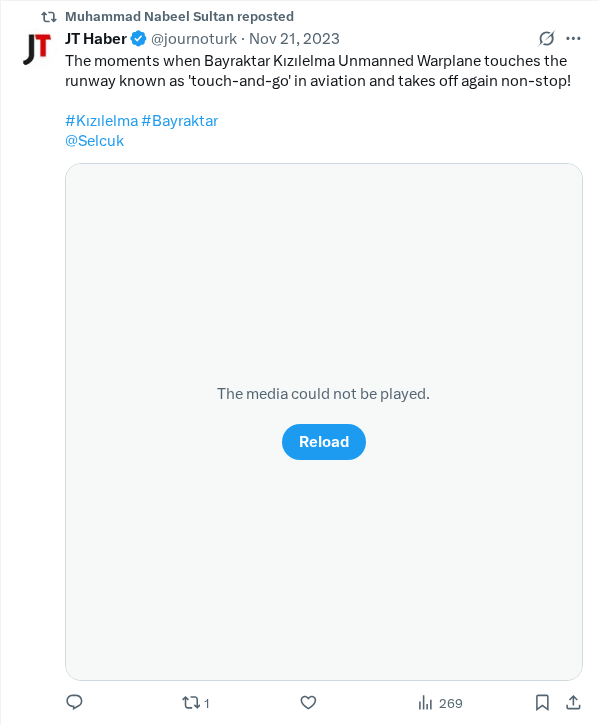 Muhammad Nabeel Sultan reposted
JT
JT Haber @journoturk · Nov 21, 2023
The moments when Bayraktar Kızılelma Unmanned Warplane touches the
runway known as 'touch-and-go' in aviation and takes off again non-stop!
#Kızılelma #Bayraktar
@Selcuk
The media could not be played.
Reload
1 269